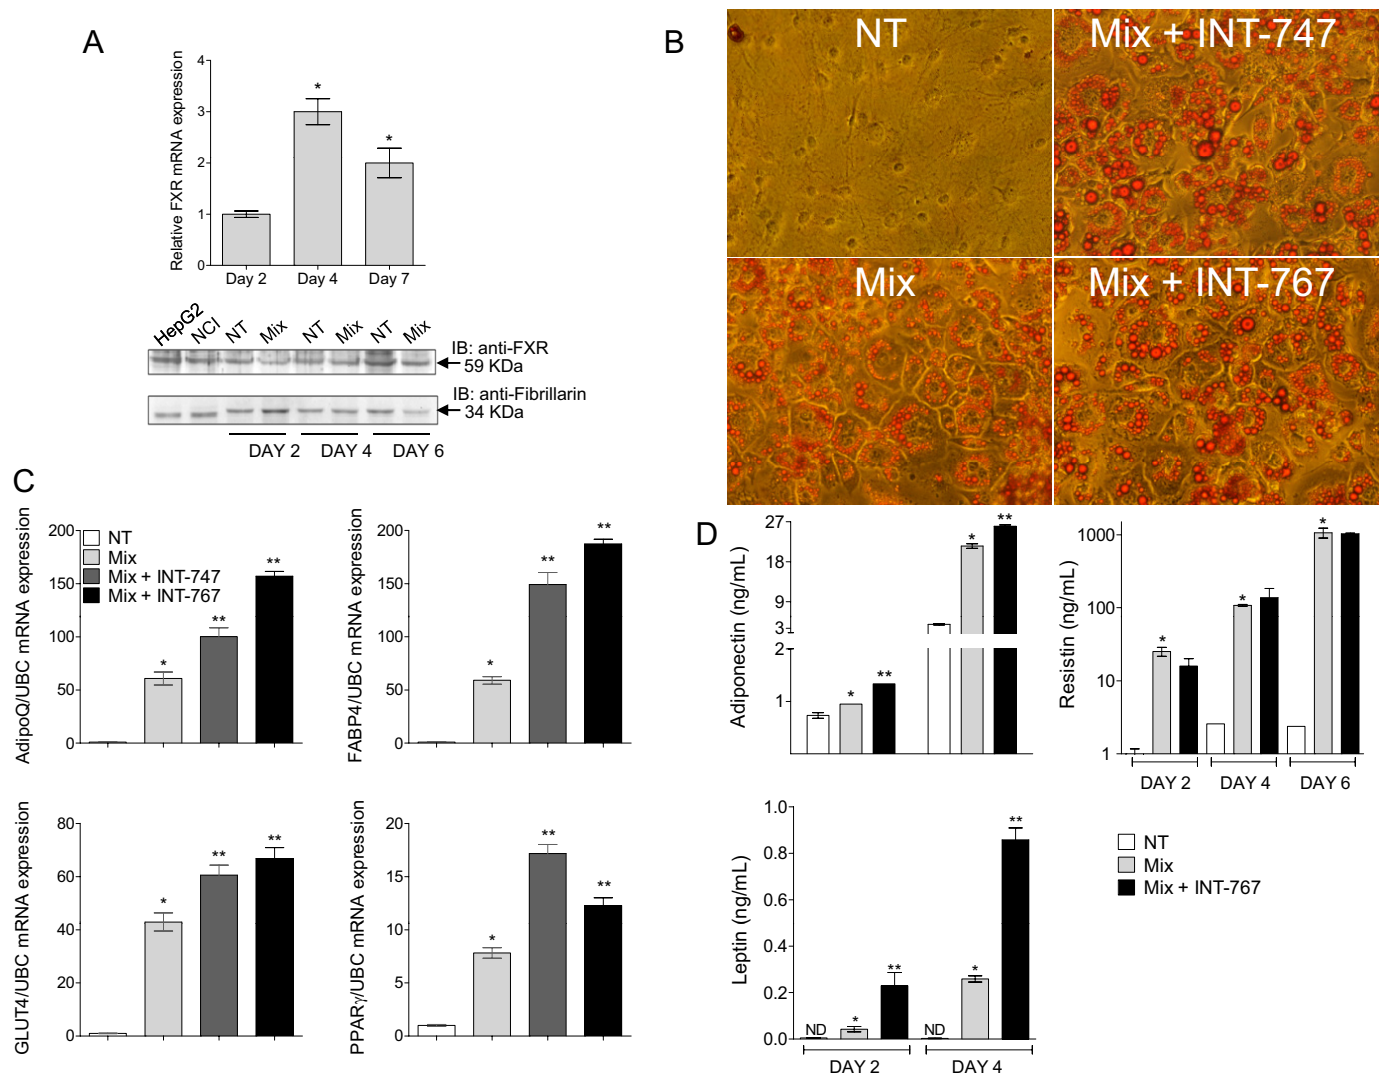 A
Relative FXR mRNA expression
4
3
2
1
0
*
*
Day 2 Day 4 Day 7
HepG2 NCI NT Mix NT Mix NT Mix
IB: anti-FXR
59 KDa
IB: anti-Fibrillarin
34 KDa
DAY 2 DAY 4 DAY 6
B
NT
Mix + INT-747
Mix
Mix + INT-767
C
AdipoQ/UBC mRNA expression
200
150
100
50
0
NT
Mix
Mix + INT-747
Mix + INT-767
*
**
**
FABP4/UBC mRNA expression
200
150
100
50
0
*
**
**
GLUT4/UBC mRNA expression
80
60
40
20
0
*
**
**
PPARγ/UBC mRNA expression
20
15
10
5
0
*
**
**
D
Adiponectin (ng/mL)
27
18
9
3
2
1
*
**
*
**
Resistin (ng/mL)
1000
100
10
1
*
*
*
DAY 2 DAY 4 DAY 6
Leptin (ng/mL)
1.0
0.8
0.6
0.4
0.2
0.0
ND
*
**
ND
*
**
DAY 2 DAY 4
NT
Mix
Mix + INT-767